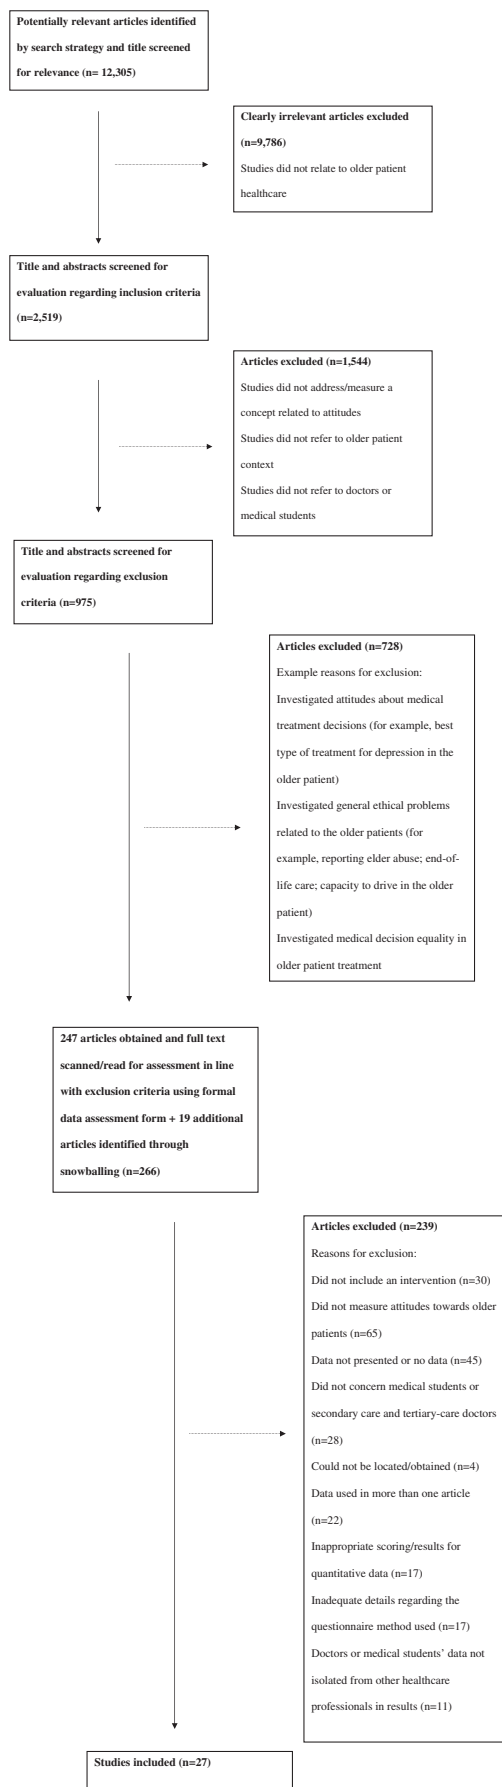 Potentially relevant articles identified
by search strategy and title screened
for relevance (n= 12,305)
Clearly irrelevant articles excluded
(n=9,786)
Studies did not relate to older patient
healthcare
Title and abstracts screened for
evaluation regarding inclusion criteria
(n=2,519)
Articles excluded (n=1,544)
Studies did not address/measure a
concept related to attitudes
Studies did not refer to older patient
context
Studies did not refer to doctors or
medical students
Title and abstracts screened for
evaluation regarding exclusion
criteria (n=975)
Articles excluded (n=728)
Example reasons for exclusion:
Investigated attitudes about medical
treatment decisions (for example, best
type of treatment for depression in the
older patient)
Investigated general ethical problems
related to the older patients (for
example, reporting elder abuse; end-of-
life care; capacity to drive in the older
patient)
Investigated medical decision equality in
older patient treatment
247 articles obtained and full text
scanned/read for assessment in line
with exclusion criteria using formal
data assessment form + 19 additional
articles identified through
snowballing (n=266)
Articles excluded (n=239)
Reasons for exclusion:
Did not include an intervention (n=30)
Did not measure attitudes towards older
patients (n=65)
Data not presented or no data (n=45)
Did not concern medical students or
secondary care and tertiary-care doctors
(n=28)
Could not be located/obtained (n=4)
Data used in more than one article
(n=22)
Inappropriate scoring/results for
quantitative data (n=17)
Inadequate details regarding the
questionnaire method used (n=17)
Doctors or medical students' data not
isolated from other healthcare
professionals in results (n=11)
Studies included (n=27)